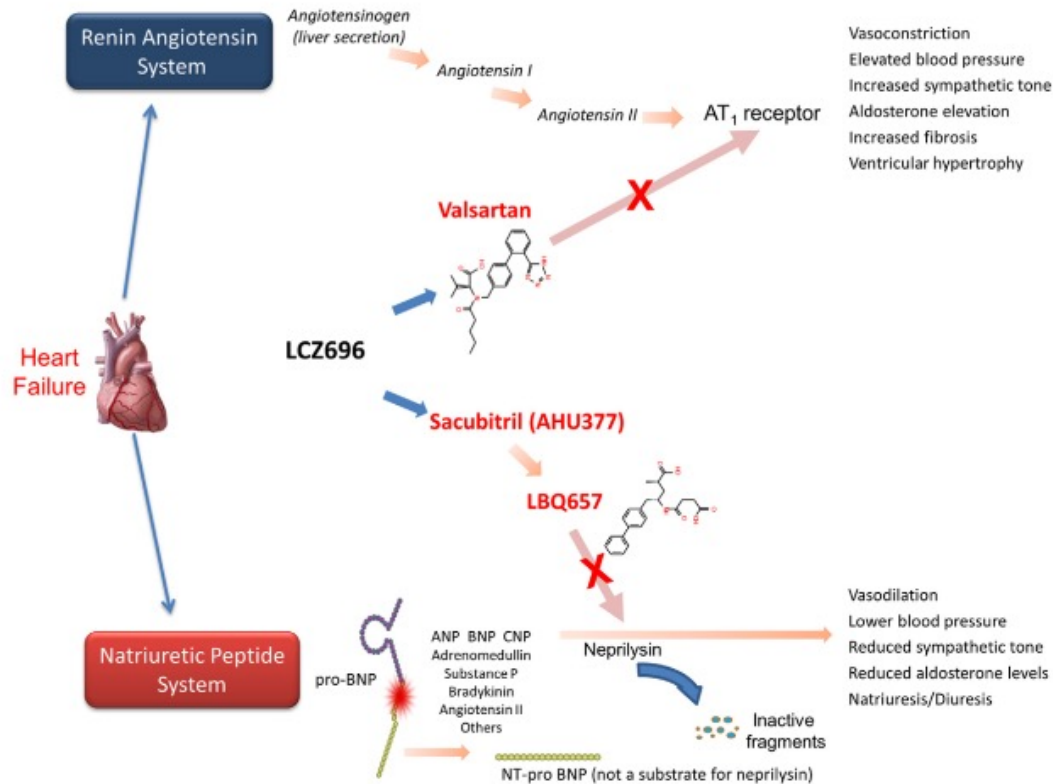 Renin Angiotensin
System
Angiotensinogen
(liver secretion)
Angiotensin I
Angiotensin II
AT1 receptor
Vasoconstriction
Elevated blood pressure
Increased sympathetic tone
Aldosterone elevation
Increased fibrosis
Ventricular hypertrophy
X
Valsartan
LCZ696
Heart
Failure
Sacubitril (AHU377)
LBQ657
X
Natriuretic Peptide
System
pro-BNP
ANP BNP CNP
Adrenomedullin
Substance P
Bradykinin
Angiotensin II
Others
Neprilysin
Inactive
fragments
NT-pro BNP (not a substrate for neprilysin)
Vasodilation
Lower blood pressure
Reduced sympathetic tone
Reduced aldosterone levels
Natriuresis/Diuresis